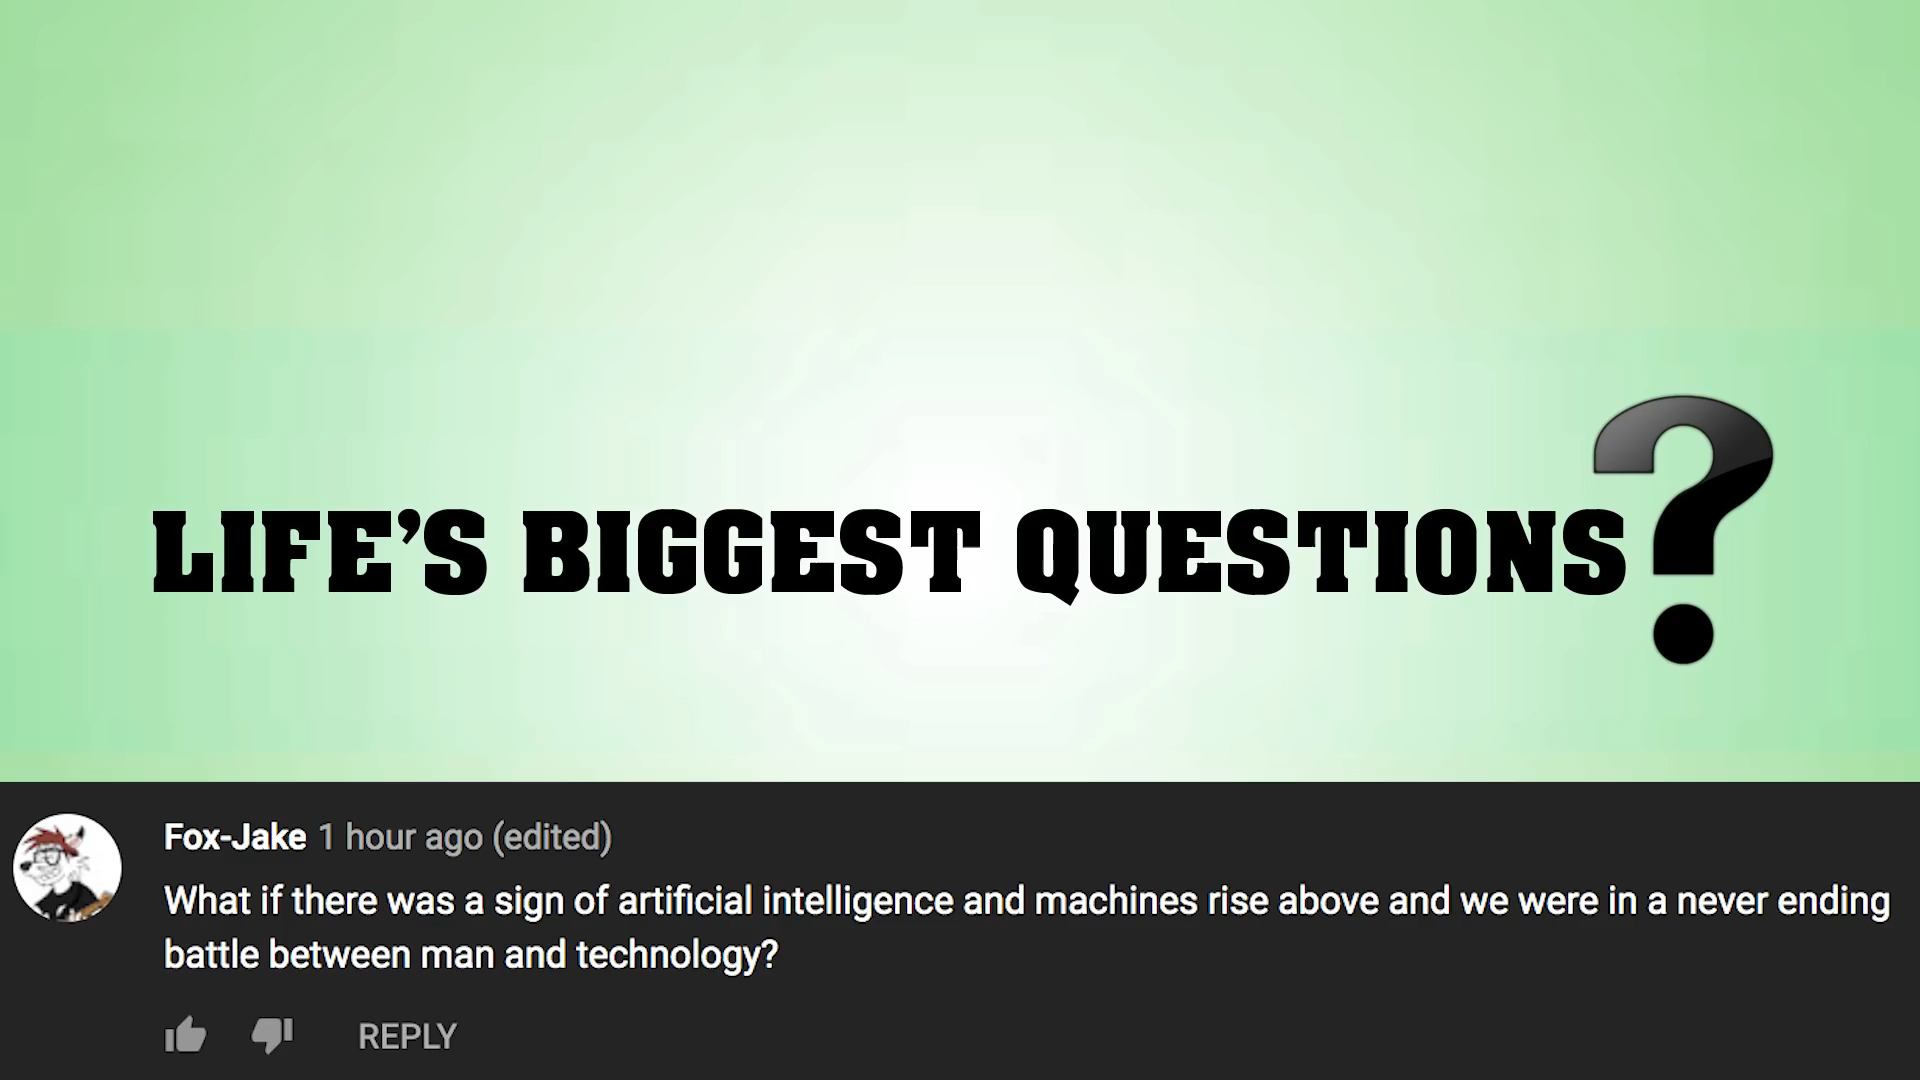 LIFE'S BIGGEST QUESTIONS?
Fox-Jake 1 hour ago (edited)
What if there was a sign of artificial intelligence and machines rise above and we were in a never ending
battle between man and technology?
REPLY